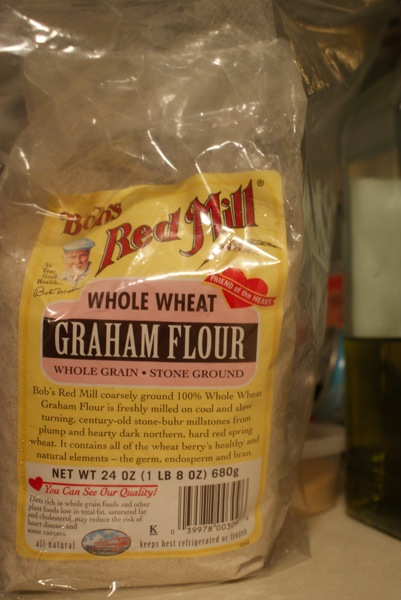 Bob's
Red Mill®
To
Your
Good
Health...
Bob Moore
FRIEND of the HEART
WHOLE WHEAT
GRAHAM FLOUR
WHOLE GRAIN • STONE GROUND
Bob's Red Mill coarsely ground 100% Whole Wheat
Graham Flour is freshly milled on cool and slow
turning, century-old stone-buhr millstones from
plump and hearty dark northern, hard red spring
wheat. It contains all of the wheat berry's healthy and
natural elements – the germ, endosperm and bran.
NET WT 24 OZ (1 LB 8 OZ) 680g
You Can See Our Quality!
Diets rich in whole grain foods and other
plant foods low in total fat, saturated fat
and cholesterol, may reduce the risk of
heart disease and
some cancers.
K
0 39978 003
all natural
keeps best refrigerated or frozen